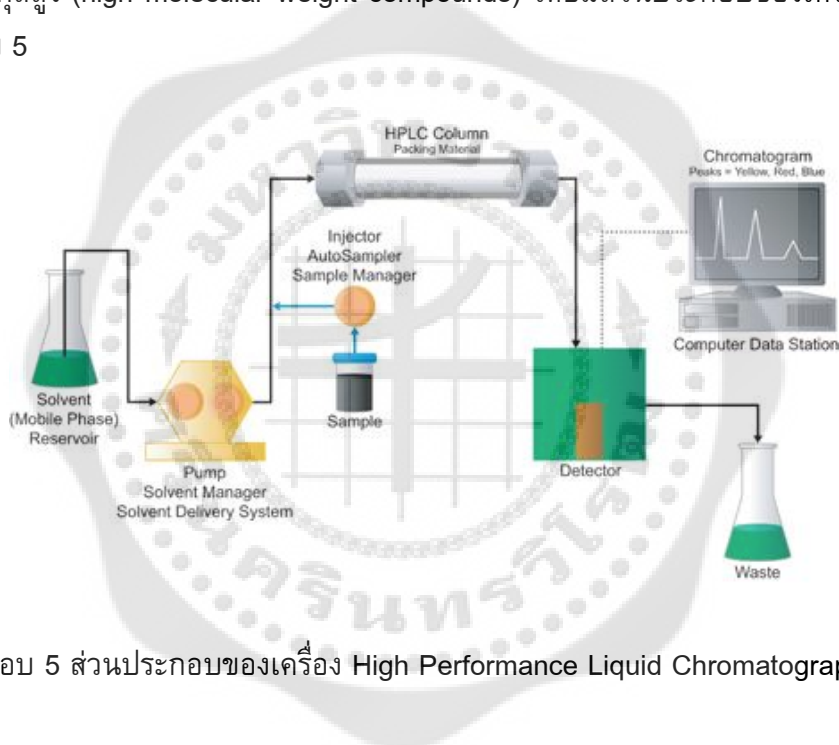 (high molecular weight compounds)
5
HPLC Column
Packing Material
Chromatogram
Peaks = Yellow, Red, Blue
Injector
AutoSampler
Sample Manager
Computer Data Station
Solvent
(Mobile Phase)
Reservoir
Sample
Pump
Solvent Manager
Solvent Delivery System
Detector
Waste
อบ 5 ส่วนประกอบของเครื่อง High Performance Liquid Chromatograp